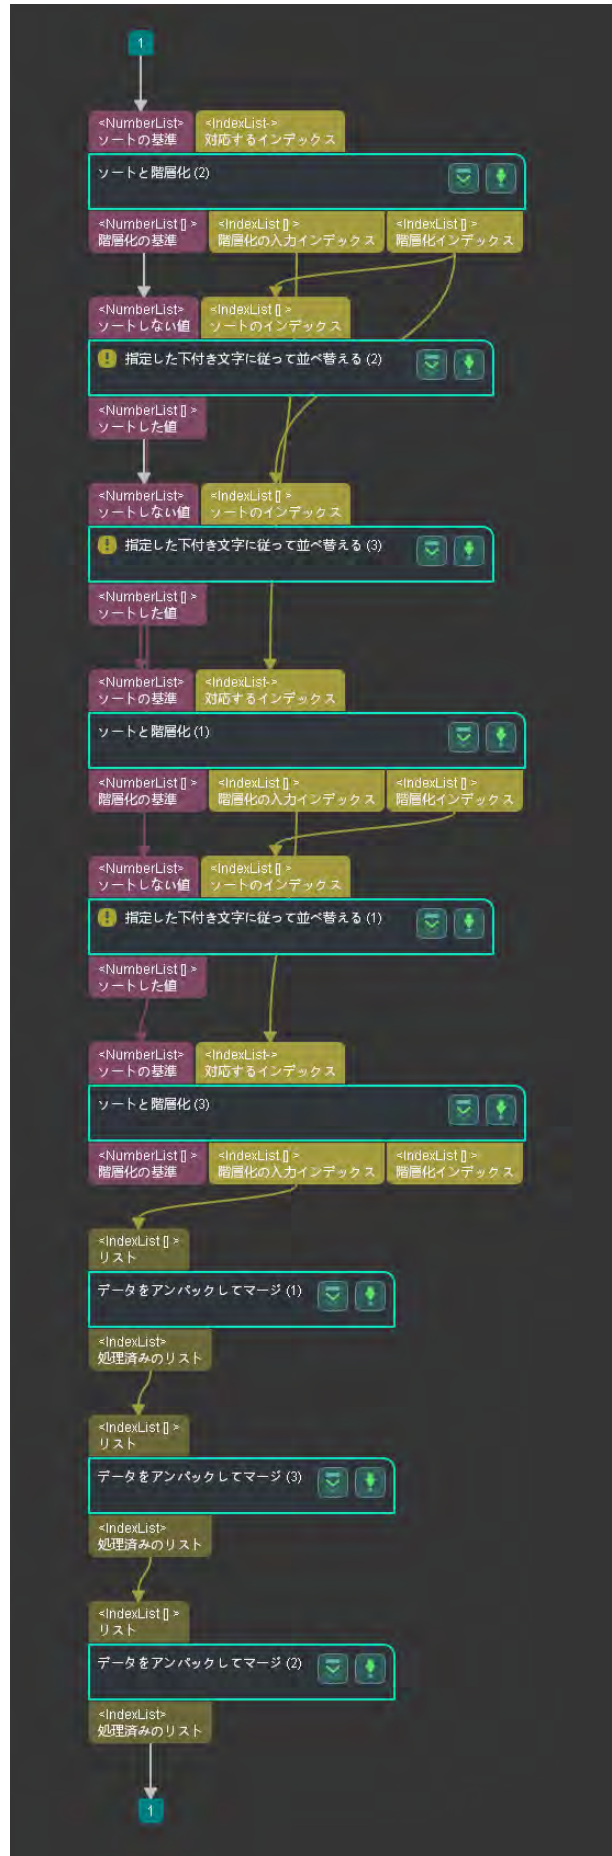 1
<NumberList>
ソートの基準
<IndexList->
対応するインデックス
ソートと階層化 (2)
<NumberList [] >
階層化の基準
<IndexList [] >
階層化の入力インデックス
<IndexList [] >
階層化インデックス
<NumberList>
ソートしない値
<IndexList [] >
ソートのインデックス
指定した下付き文字に従って並べ替える (2)
<NumberList [] >
ソートした値
<NumberList>
ソートしない値
<IndexList [] >
ソートのインデックス
指定した下付き文字に従って並べ替える (3)
<NumberList [] >
ソートした値
<NumberList>
ソートの基準
<IndexList->
対応するインデックス
ソートと階層化 (1)
<NumberList [] >
階層化の基準
<IndexList [] >
階層化の入力インデックス
<IndexList [] >
階層化インデックス
<NumberList>
ソートしない値
<IndexList [] >
ソートのインデックス
指定した下付き文字に従って並べ替える (1)
<NumberList [] >
ソートした値
<NumberList>
ソートの基準
<IndexList->
対応するインデックス
ソートと階層化 (3)
<NumberList [] >
階層化の基準
<IndexList [] >
階層化の入力インデックス
<IndexList [] >
階層化インデックス
<IndexList [] >
リスト
データをアンパックしてマージ (1)
<IndexList>
処理済みのリスト
<IndexList [] >
リスト
データをアンパックしてマージ (3)
<IndexList>
処理済みのリスト
<IndexList [] >
リスト
データをアンパックしてマージ (2)
<IndexList>
処理済みのリスト
1